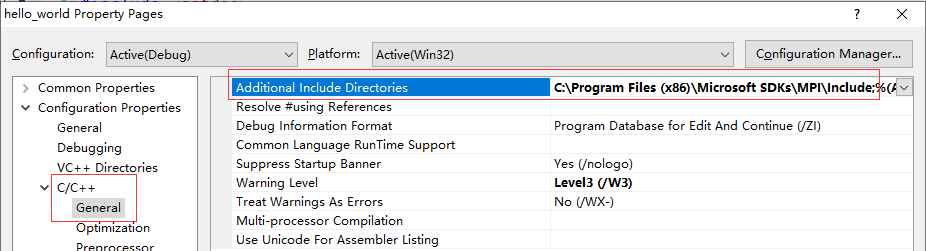 hello_world Property Pages
Configuration: Active(Debug) Platform: Active(Win32) Configuration Manager...
Common Properties
Configuration Properties
General
Debugging
VC++ Directories
C/C++
General
Optimization
Preprocessor
Additional Include Directories C:\Program Files (x86)\Microsoft SDKs\MPI\Include;%(A
Resolve #using References
Debug Information Format Program Database for Edit And Continue (/ZI)
Common Language RunTime Support
Suppress Startup Banner Yes (/nologo)
Warning Level Level3 (/W3)
Treat Warnings As Errors No (/WX-)
Multi-processor Compilation
Use Unicode For Assembler Listing